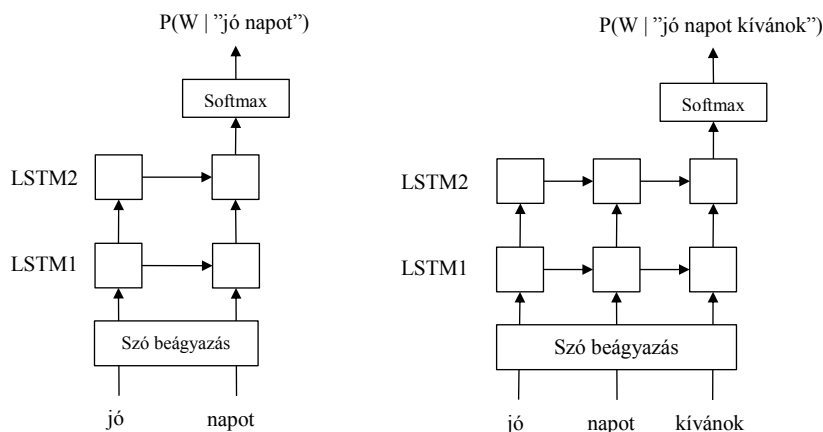 P(W | ”jó napot”)
Softmax
LSTM2
LSTM1
Szó beágyazás
jó napot
P(W | ”jó napot kívánok”)
Softmax
LSTM2
LSTM1
Szó beágyazás
jó napot kívánok